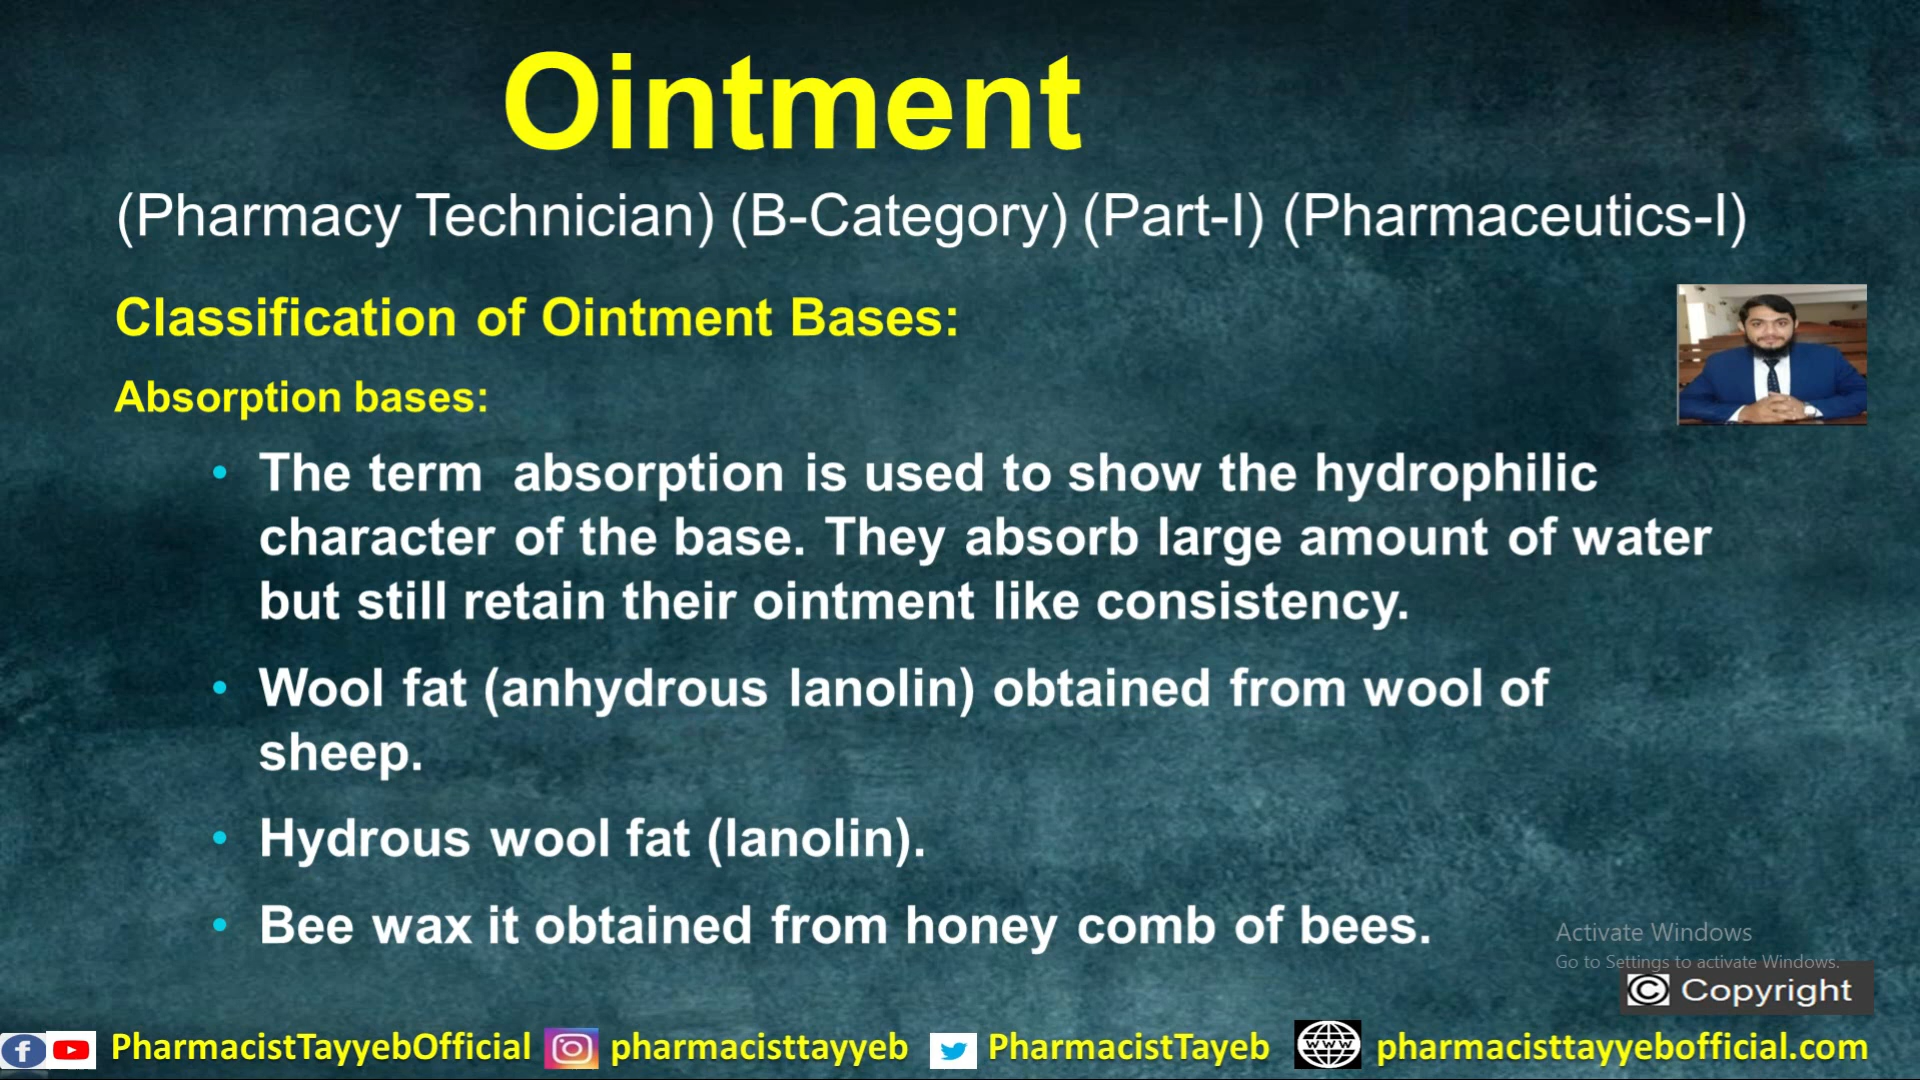 Ointment
(Pharmacy Technician) (B-Category) (Part-I) (Pharmaceutics-I)
Classification of Ointment Bases:
Absorption bases:
• The term absorption is used to show the hydrophilic
character of the base. They absorb large amount of water
but still retain their ointment like consistency.
• Wool fat (anhydrous lanolin) obtained from wool of
sheep.
• Hydrous wool fat (lanolin).
• Bee wax it obtained from honey comb of bees.
Activate Windows
Go to Settings to activate Windows.
© Copyright
f PharmacistTayyebOfficial pharmacisttayyeb PharmacistTayeb www pharmacisttayyebofficial.com